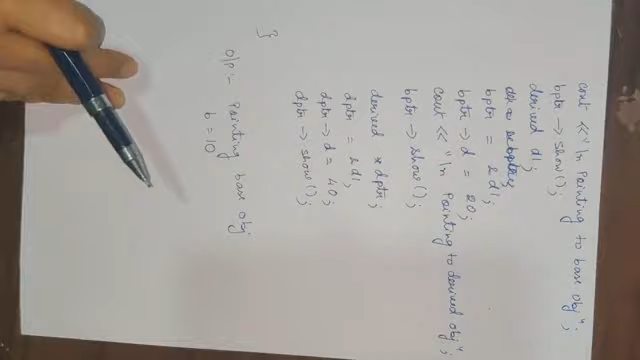 cout << "\n Pointing to base obj";
bptr -> show();
derived d1;
bptr = &d1;
bptr -> d = 20;
cout << "\n Pointing to derived obj";
bptr -> show();
derived *dptr;
dptr = &d1;
dptr -> d = 40;
dptr -> show();
}
o/p:- Pointing base obj
b = 10